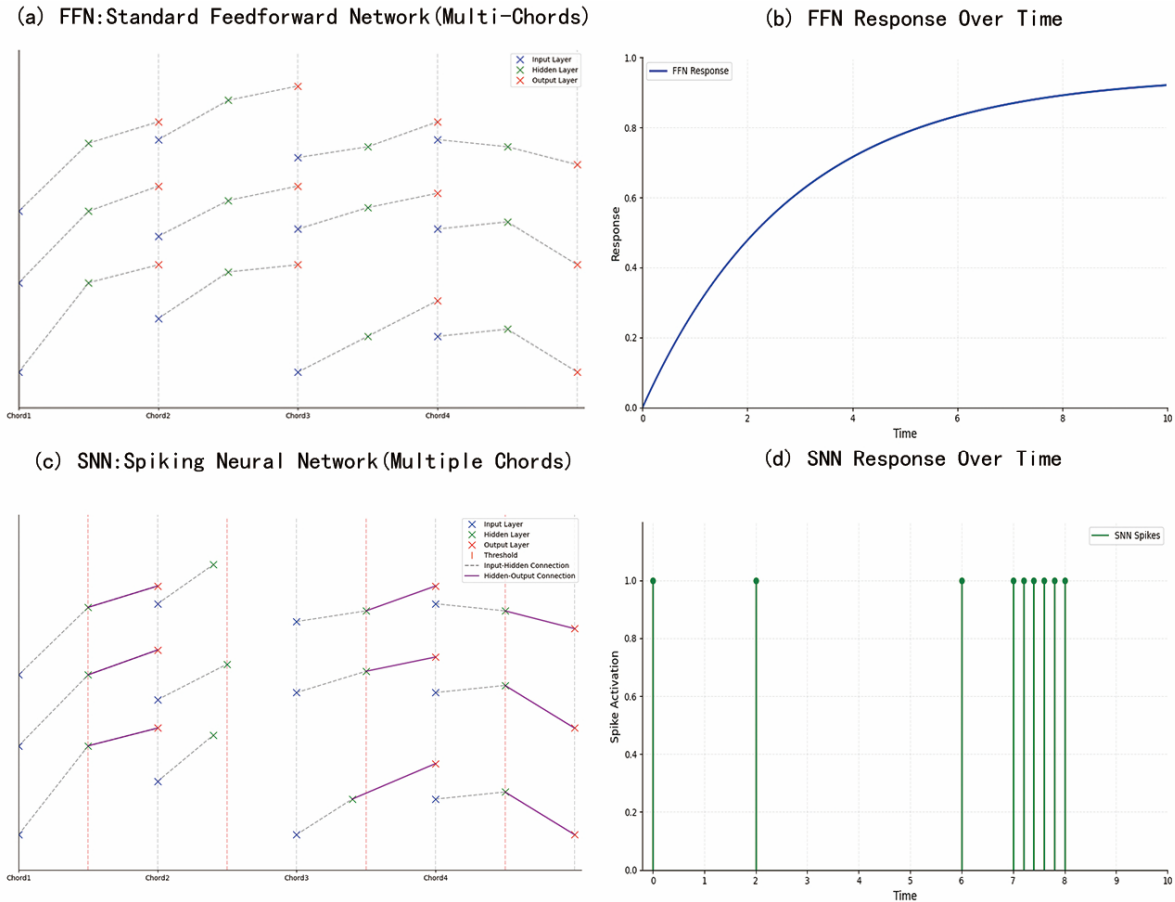 (a) FFN:Standard Feedforward Network(Multi-Chords)
Input Layer
Hidden Layer
Output Layer
Chord1
Chord2
Chord3
Chord4
(b) FFN Response Over Time
FFN Response
Response
1.0
0.8
0.6
0.4
0.2
0.0
0
2
4
6
8
10
Time
(c) SNN:Spiking Neural Network(Multiple Chords)
Input Layer
Hidden Layer
Output Layer
Threshold
Input-Hidden Connection
Hidden-Output Connection
Chord1
Chord2
Chord3
Chord4
(d) SNN Response Over Time
SNN Spikes
Spike Activation
1.0
0.8
0.6
0.4
0.2
0.0
0
1
2
3
4
5
6
7
8
9
10
Time